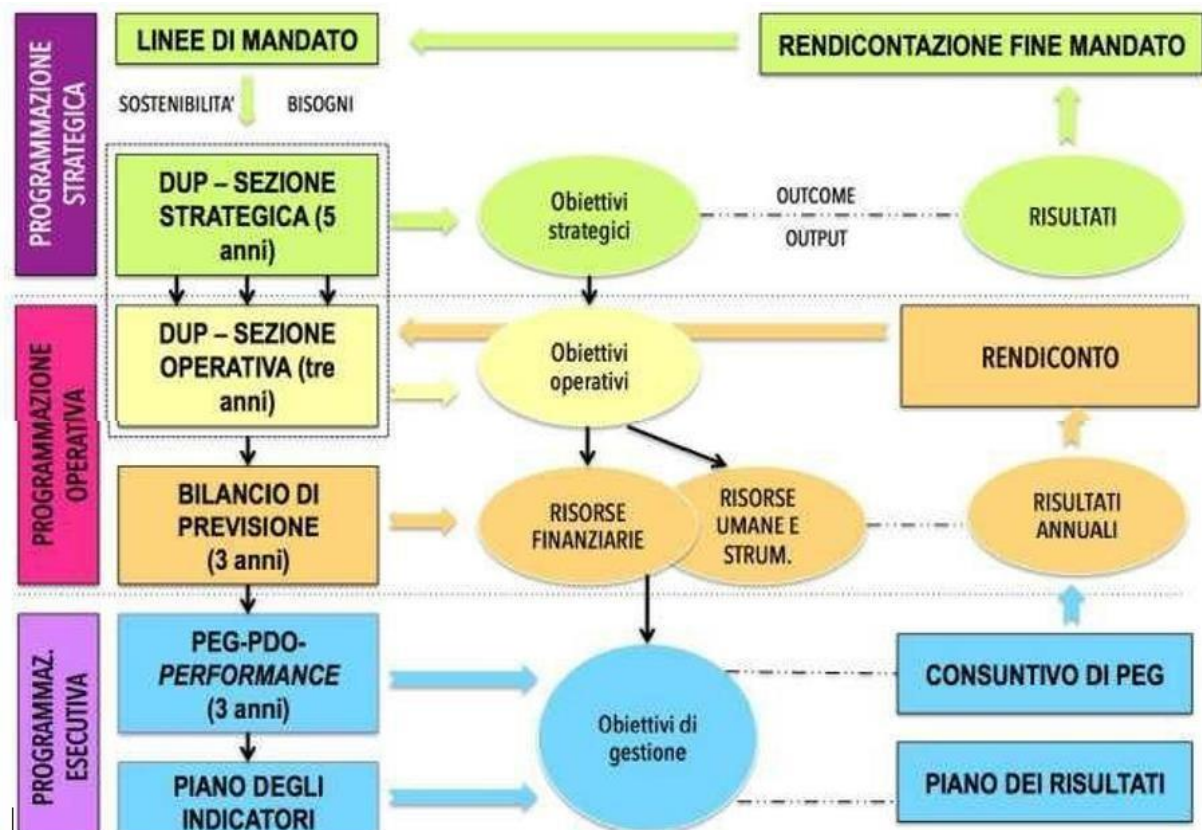 PROGRAMMAZIONE
STRATEGICA
LINEE DI MANDATO
RENDICONTAZIONE FINE MANDATO
SOSTENIBILITA'
BISOGNI
DUP – SEZIONE
STRATEGICA (5
anni)
Obiettivi
strategici
OUTCOME
OUTPUT
RISULTATI
PROGRAMMAZIONE
OPERATIVA
DUP – SEZIONE
OPERATIVA (tre
anni)
Obiettivi
operativi
RENDICONTO
BILANCIO DI
PREVISIONE
(3 anni)
RISORSE
FINANZIARIE
RISORSE
UMANE E
STRUM.
RISULTATI
ANNUALI
PROGRAMMAZ.
ESECUTIVA
PEG-PDO-
PERFORMANCE
(3 anni)
Obiettivi di
gestione
CONSUNTIVO DI PEG
PIANO DEGLI
INDICATORI
PIANO DEI RISULTATI